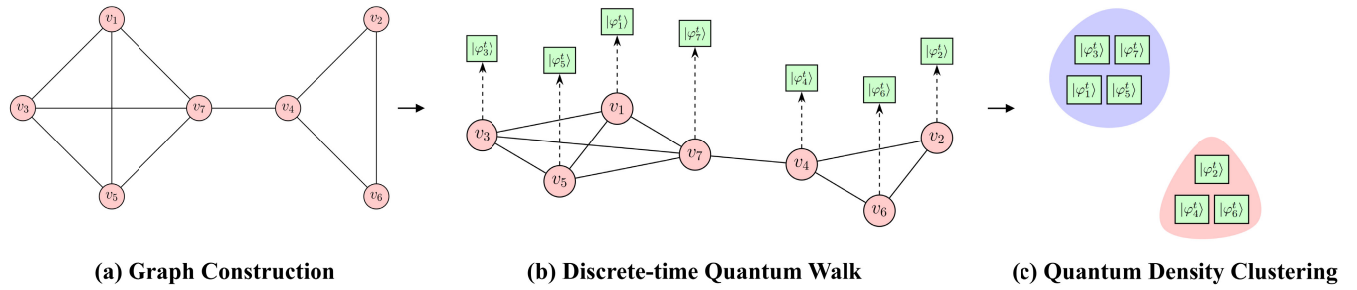 v₁
v₂
v₃
v₇
v₄
v₅
v₆
|φ₃ᵗ⟩
|φ₅ᵗ⟩
|φ₁ᵗ⟩
|φ₇ᵗ⟩
|φ₄ᵗ⟩
|φ₆ᵗ⟩
|φ₂ᵗ⟩
v₃
v₁
v₅
v₇
v₄
v₂
v₆
|φ₃ᵗ⟩ |φ₇ᵗ⟩
|φ₁ᵗ⟩ |φ₅ᵗ⟩
|φ₂ᵗ⟩
|φ₄ᵗ⟩ |φ₆ᵗ⟩
(a) Graph Construction
(b) Discrete-time Quantum Walk
(c) Quantum Density Clustering